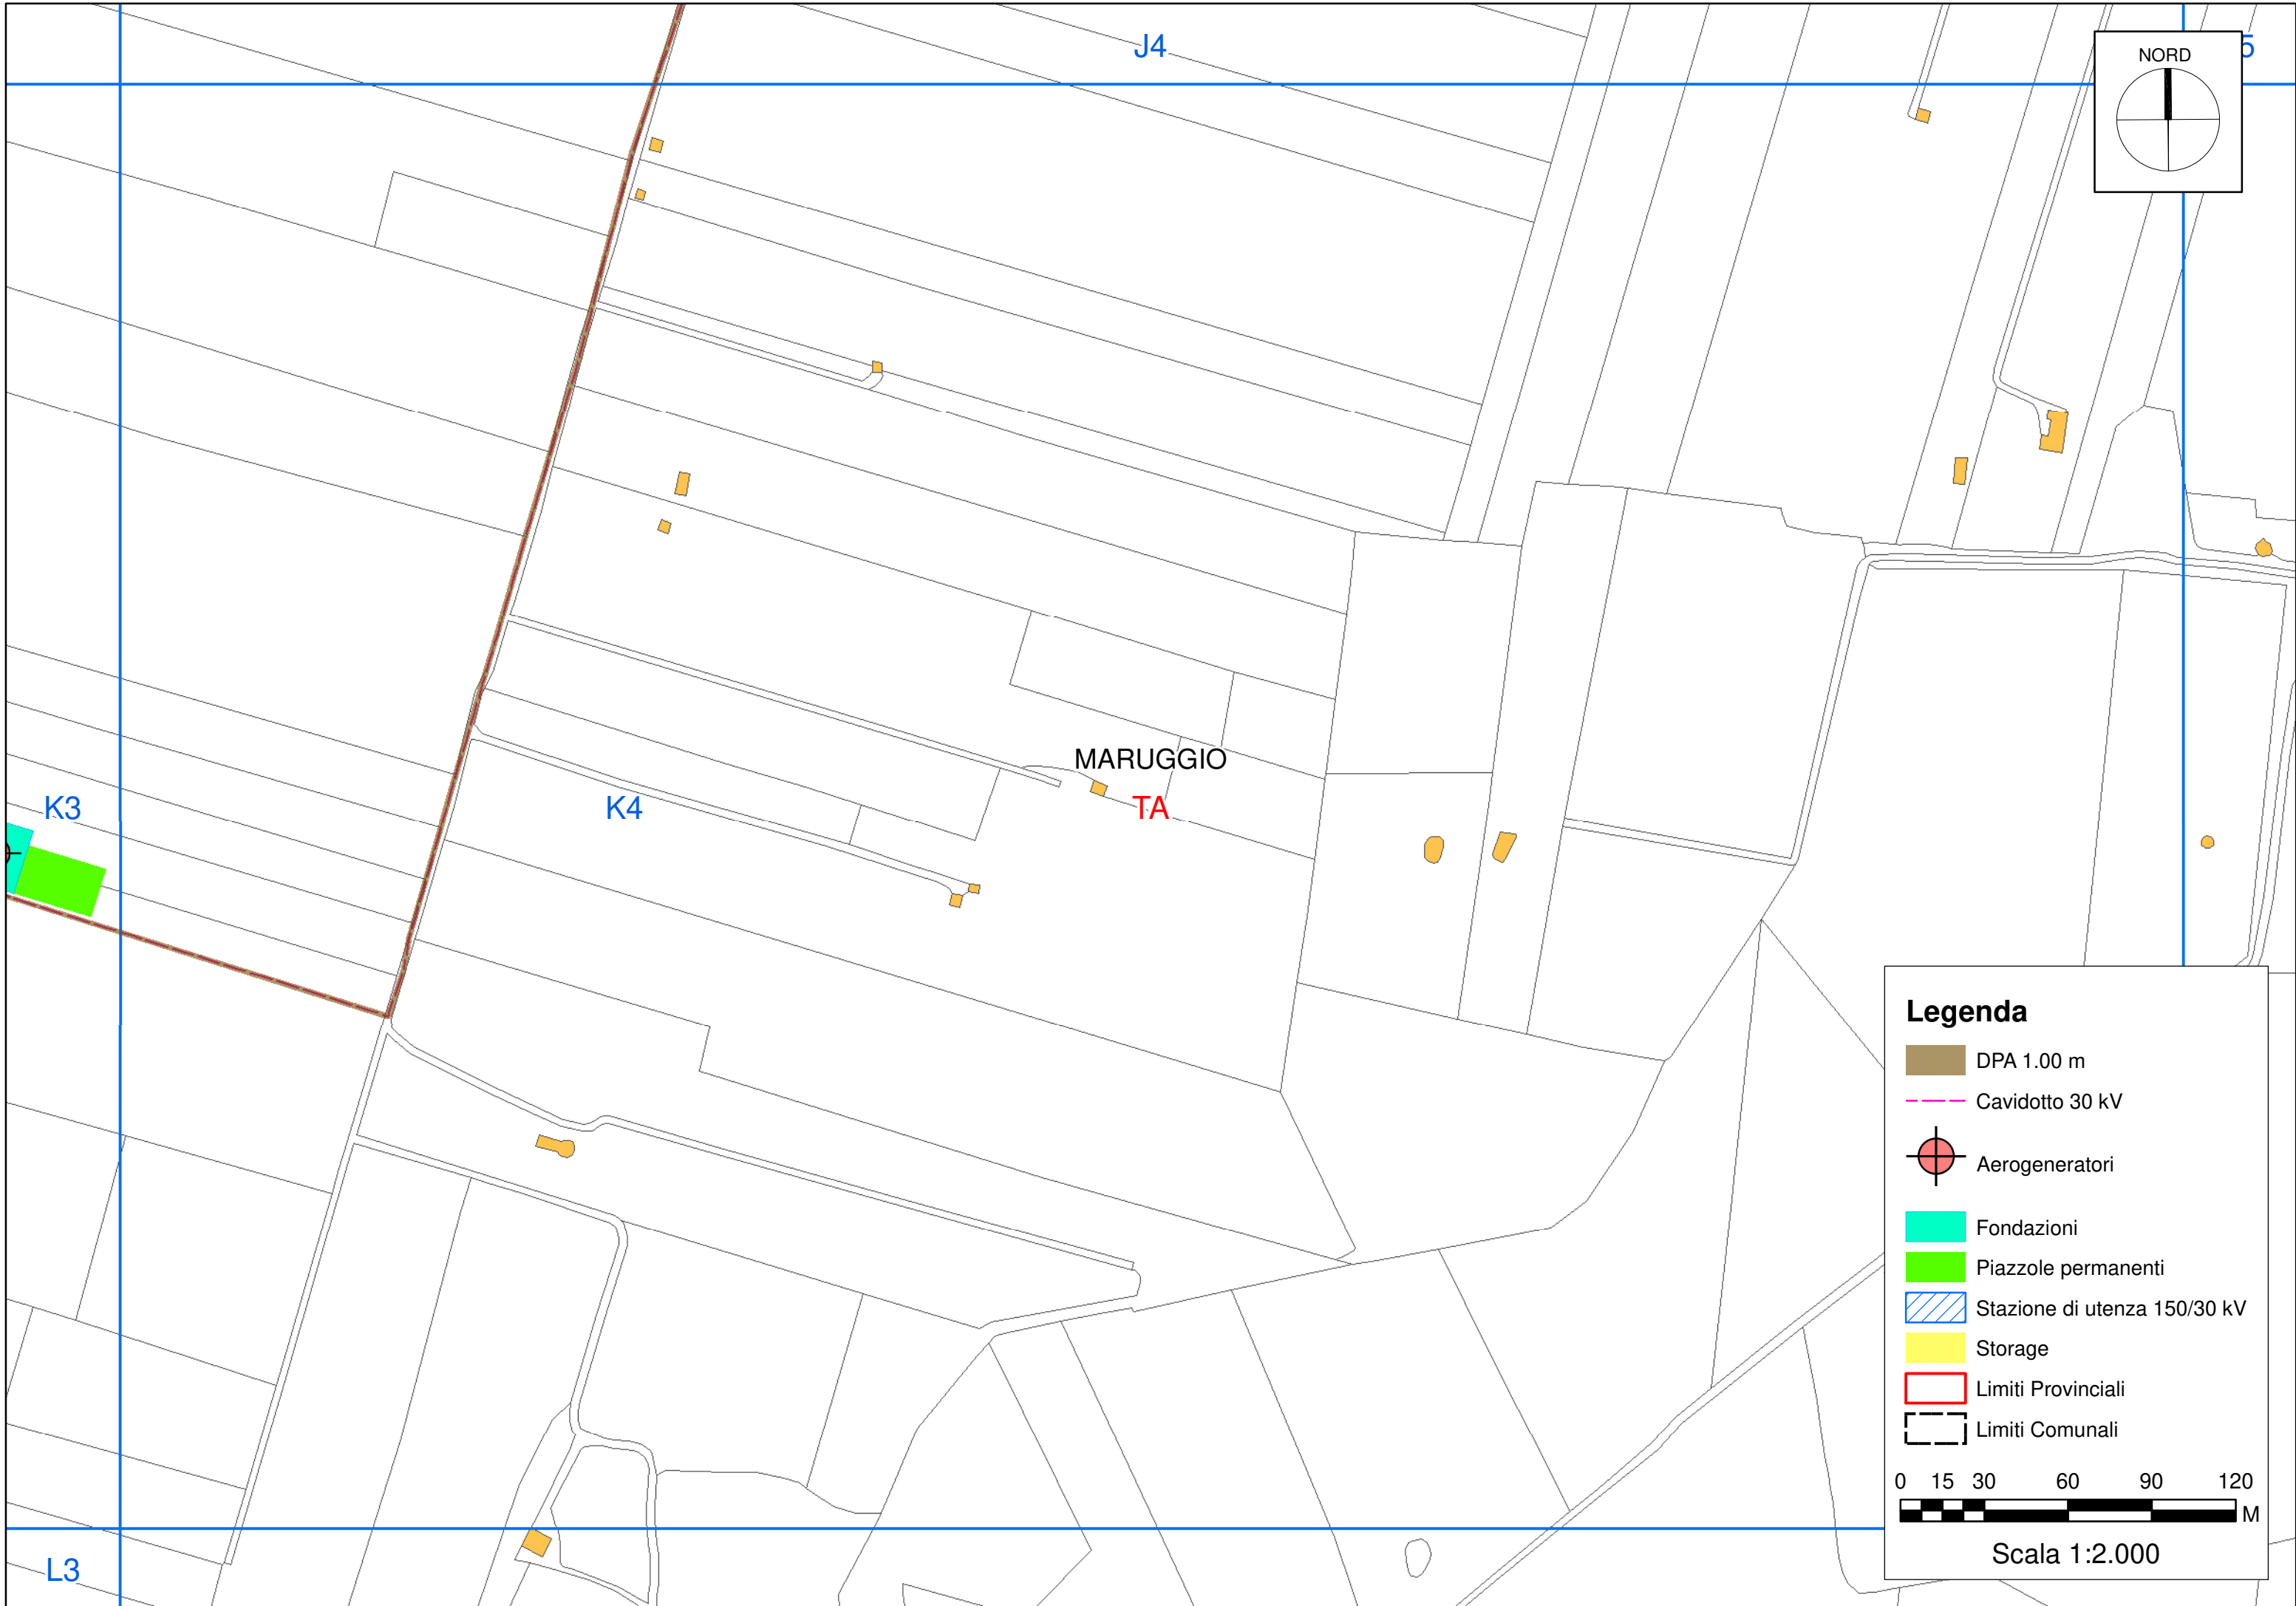 J4
5
NORD
MARUGGIO
K3
K4
TA
Legenda
DPA 1.00 m
Cavidotto 30 kV
Aerogeneratori
Fondazioni
Piazzole permanenti
Stazione di utenza 150/30 kV
Storage
Limiti Provinciali
Limiti Comunali
0 15 30 60 90 120
M
Scala 1:2.000
L3